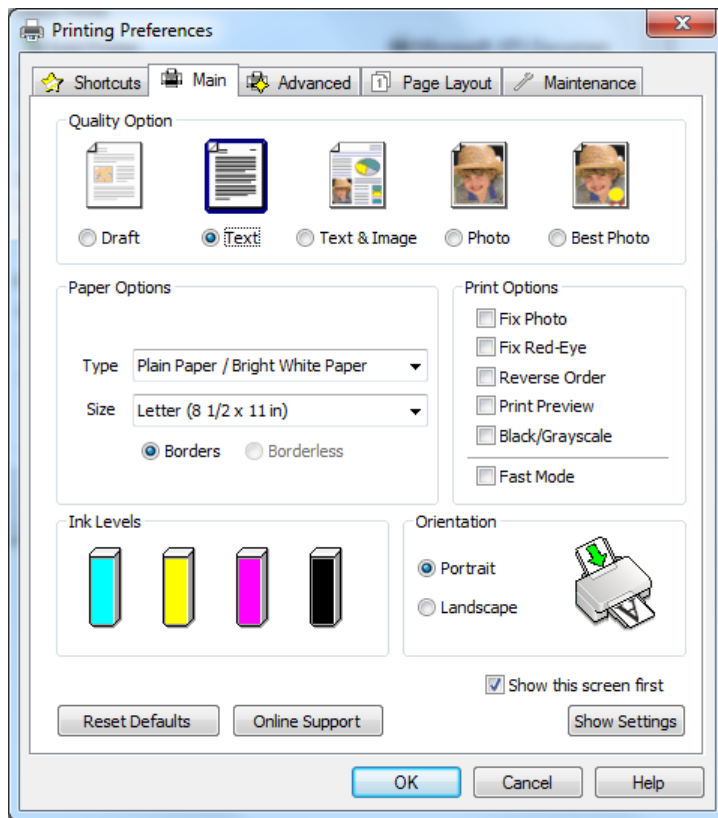 Printing Preferences
Shortcuts Main Advanced 1 Page Layout Maintenance
Quality Option
Draft Text Text & Image Photo Best Photo
Paper Options
Type Plain Paper / Bright White Paper
Size Letter (8 1/2 x 11 in)
Borders Borderless
Print Options
Fix Photo
Fix Red-Eye
Reverse Order
Print Preview
Black/Grayscale
Fast Mode
Ink Levels
Orientation
Portrait
Landscape
Show this screen first
Reset Defaults Online Support Show Settings
OK Cancel Help